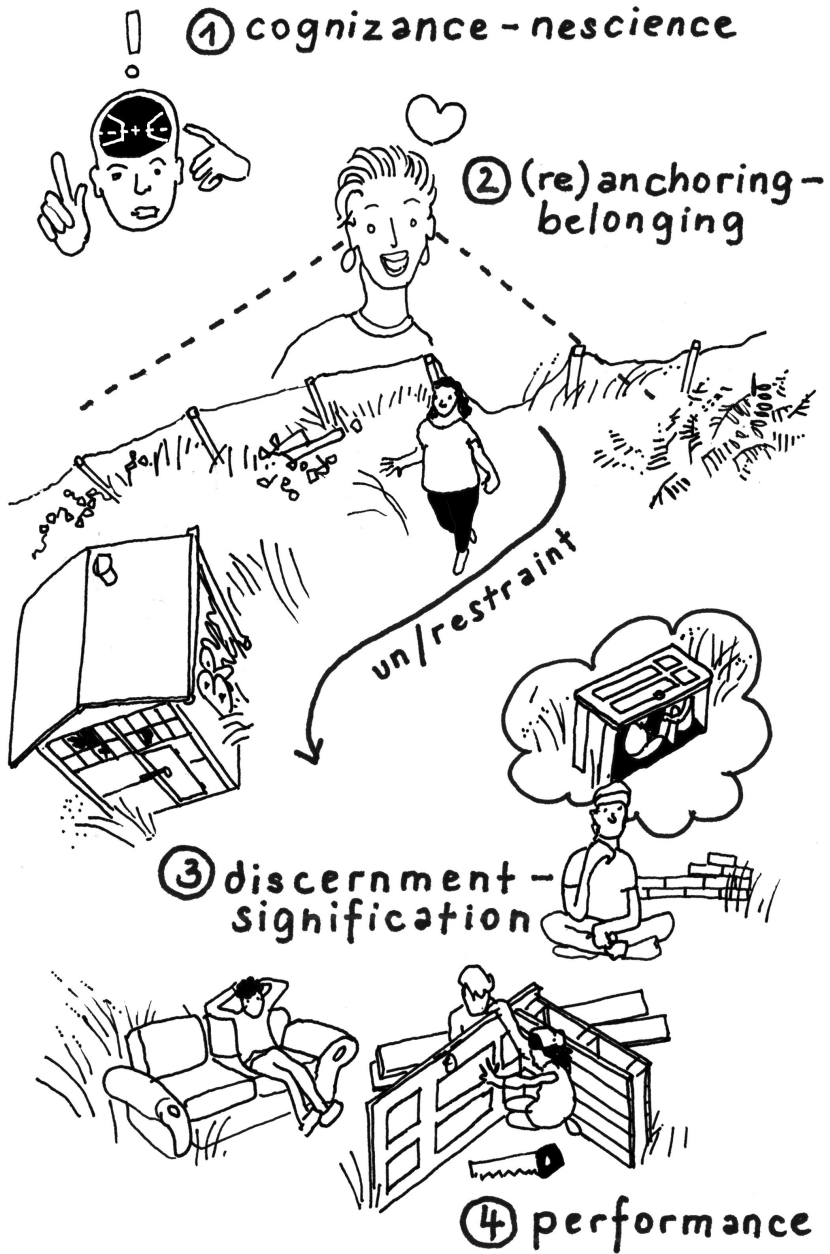 ① cognizance - nescience
② (re)anchoring-
belonging
un/restraint
③ discernment-
signification
④ performance